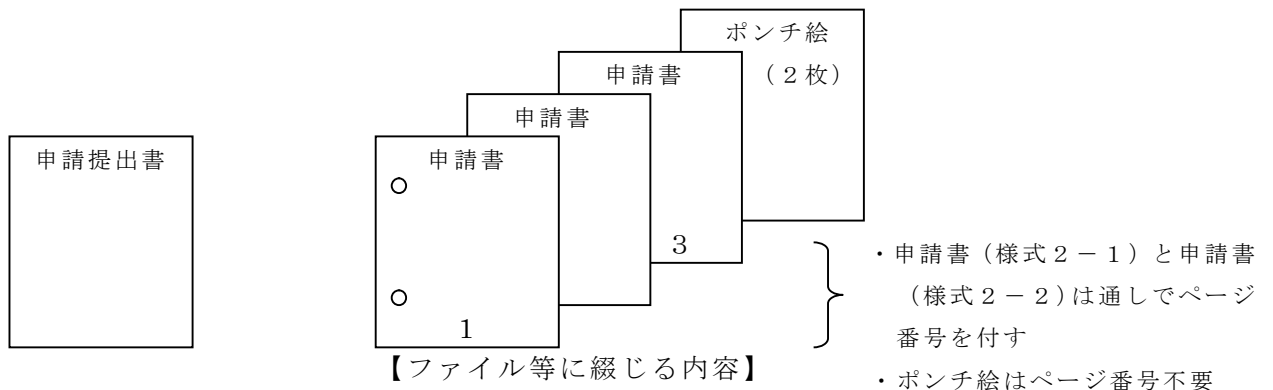 ポンチ絵
(2枚)
申請書
申請書
申請書
申請提出書
3
1
【ファイル等に綴じる内容】
・申請書(様式2-1)と申請書
(様式2-2)は通しでページ
番号を付す
・ポンチ絵はページ番号不要